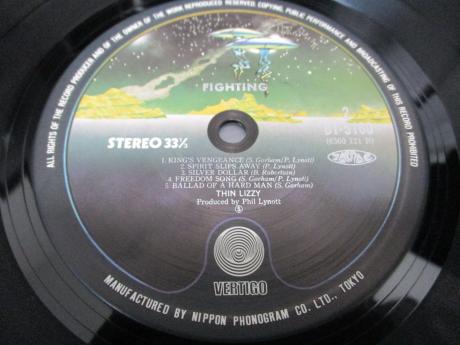 ALL RIGHTS OF THE RECORD PRODUCER AND OF THE OWNER OF THE WORK REPRODUCED RESERVED. COPYING, PUBLIC PERFORMANCE AND BROADCASTING OF THIS RECORD PROHIBITED
FIGHTING
2
STEREO 33⅓
1. KING'S VENGEANCE (S. Gorham/P. Lynott)
2. SPIRIT SLIPS AWAY (P. Lynott)
3. SILVER DOLLAR (B. Robertson)
4. FREEDOM SONG (S. Gorham/P. Lynott)
5. BALLAD OF A HARD MAN (S. Gorham)
THIN LIZZY
Produced by Phil Lynott
VERTIGO
MANUFACTURED BY NIPPON PHONOGRAM CO. LTD., TOKYO